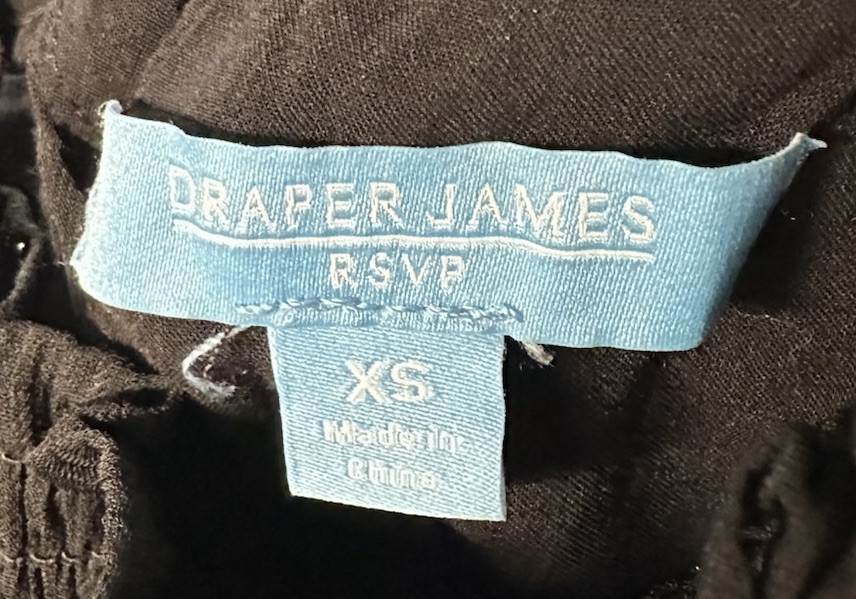 DRAPER JAMES
RSVP
XS
Made in
China